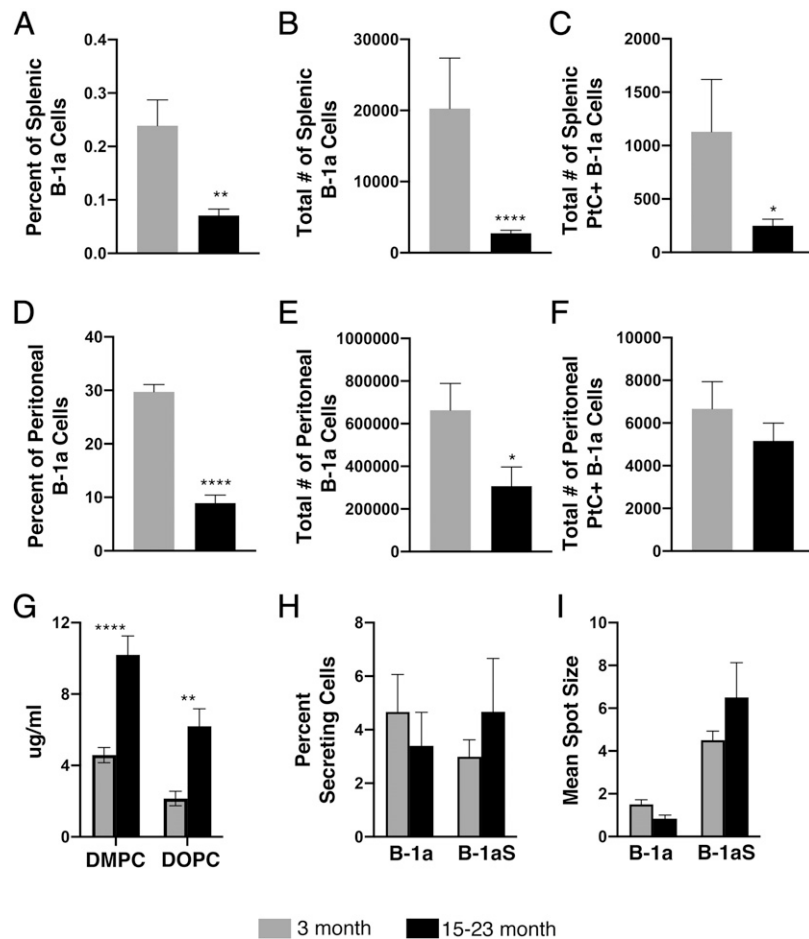 A
Percent of Splenic
B-1a Cells
0.4
0.3
0.2
0.1
0.0
**
B
Total # of Splenic
B-1a Cells
30000
20000
10000
0
****
C
Total # of Splenic
PtC+ B-1a Cells
2000
1500
1000
500
0
*
D
Percent of Peritoneal
B-1a Cells
40
30
20
10
0
****
E
Total # of Peritoneal
B-1a Cells
1000000
800000
600000
400000
200000
0
*
F
Total # of Peritoneal
PtC+ B-1a Cells
10000
8000
6000
4000
2000
0
G
ug/ml
12
8
4
0
****
**
DMPC DOPC
H
Percent
Secreting Cells
8
6
4
2
0
B-1a B-1aS
I
Mean Spot Size
10
8
6
4
2
0
B-1a B-1aS
3 month 15-23 month